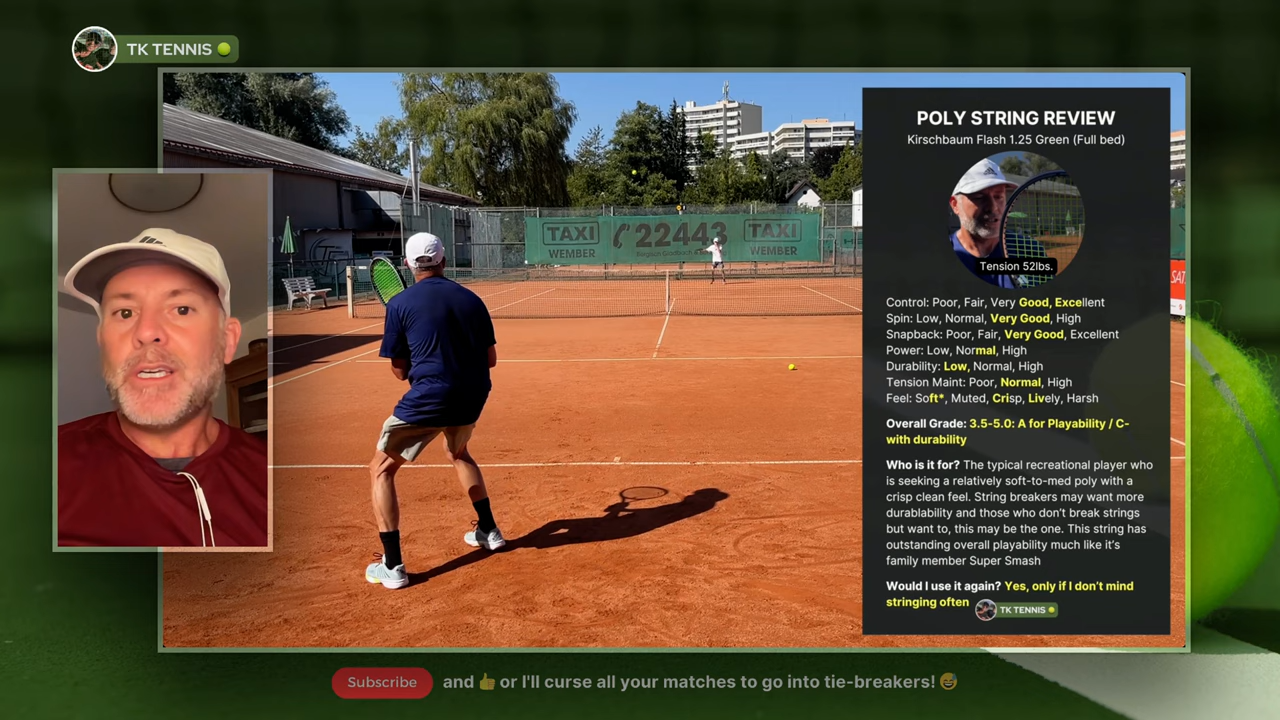 TK TENNIS
TAXI
WEMBER
22443
TAXI
WEMBER
POLY STRING REVIEW
Kirschbaum Flash 1.25 Green (Full bed)
Tension 52lbs.
Control: Poor, Fair, Very Good, Excellent
Spin: Low, Normal, Very Good, High
Snapback: Poor, Fair, Very Good, Excellent
Power: Low, Normal, High
Durability: Low, Normal, High
Tension Maint: Poor, Normal, High
Feel: Soft*, Muted, Crisp, Lively, Harsh
Overall Grade: 3.5-5.0: A for Playability / C-
with durability
Who is it for? The typical recreational player who
is seeking a relatively soft-to-med poly with a
crisp clean feel. String breakers may want more
durablability and those who don't break strings
but want to, this may be the one. This string has
outstanding overall playability much like it's
family member Super Smash
Would I use it again? Yes, only if I don't mind
stringing often
TK TENNIS
SAT
Subscribe and 👍 or I'll curse all your matches to go into tie-breakers! 😅